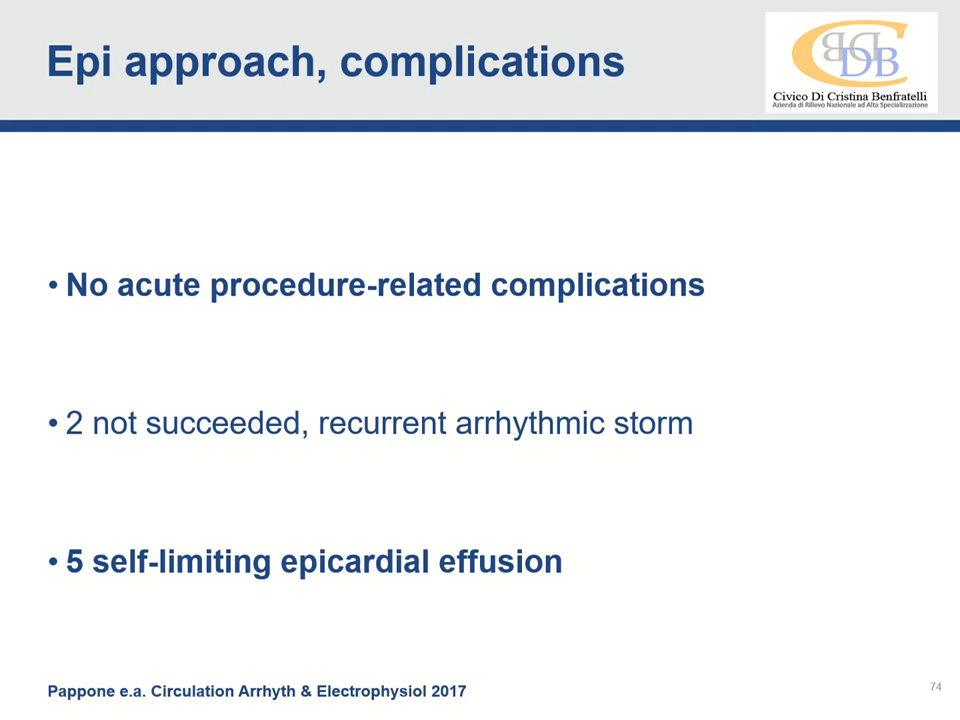 Epi approach, complications
CBDB
Civico Di Cristina Benfratelli
Azienda di Rilievo Nazionale ad Alta Specializzazione
• No acute procedure-related complications
• 2 not succeeded, recurrent arrhythmic storm
• 5 self-limiting epicardial effusion
Pappone e.a. Circulation Arrhyth & Electrophysiol 2017
74